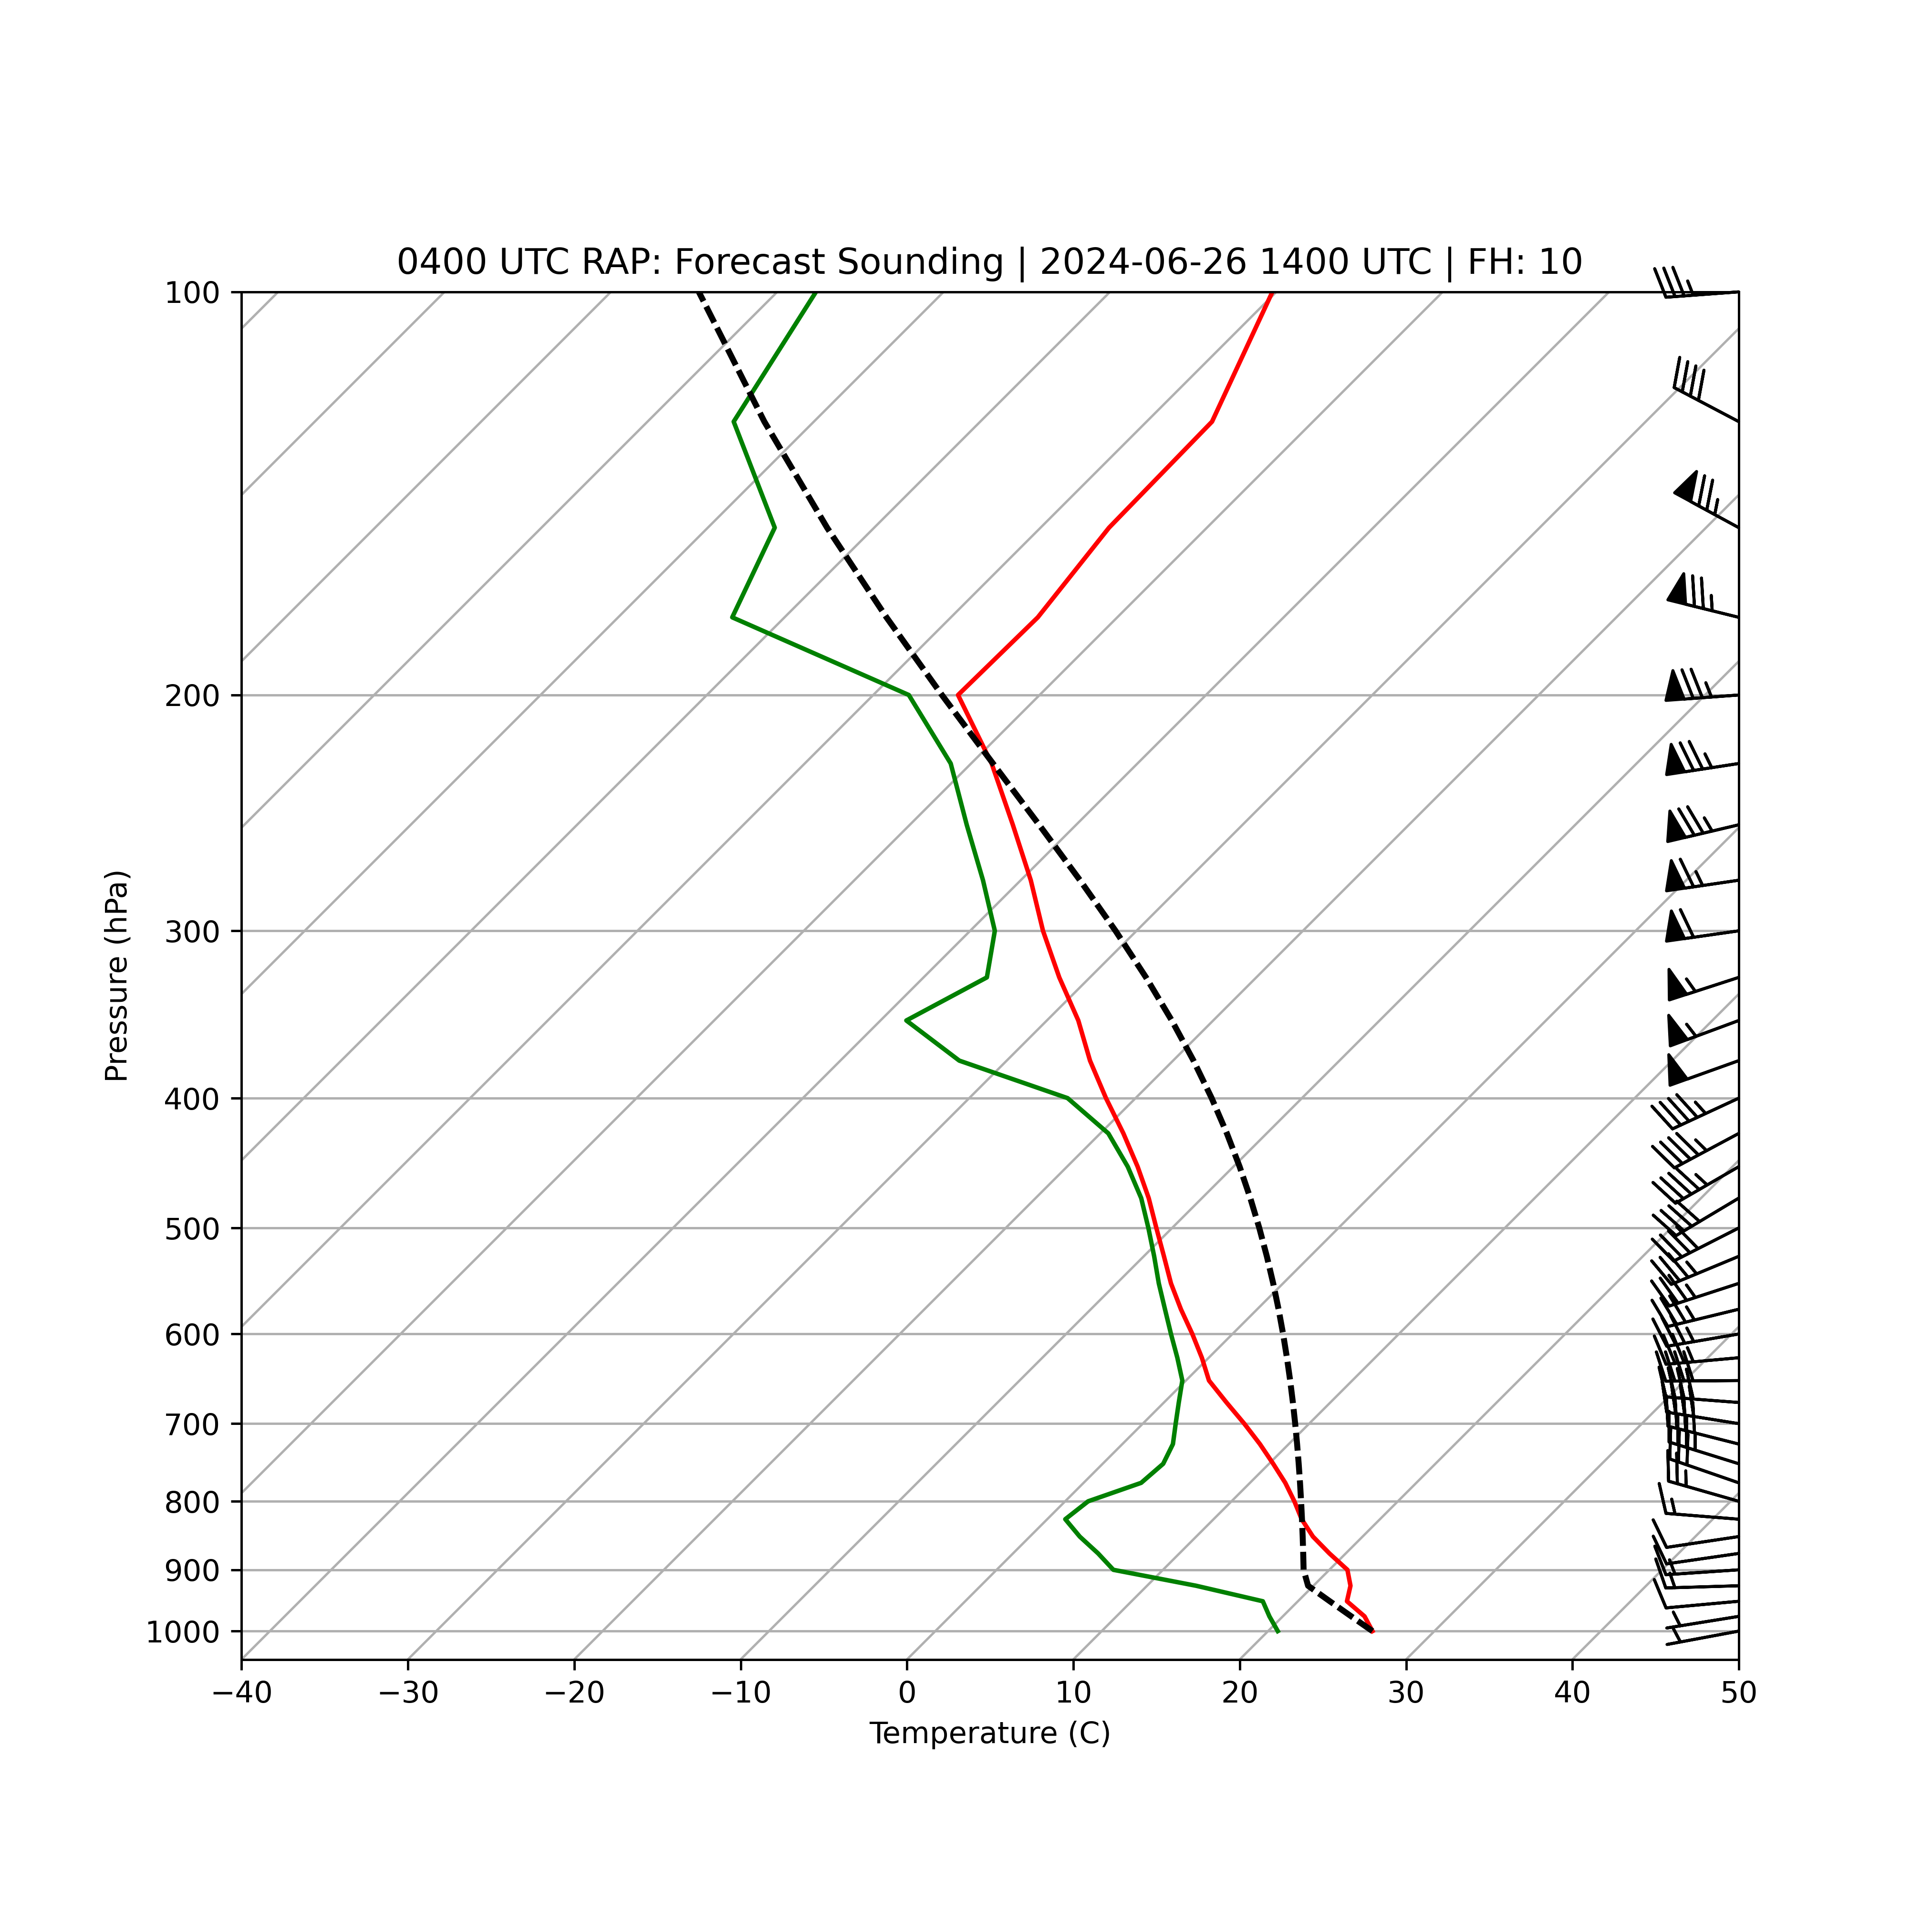 0400 UTC RAP: Forecast Sounding | 2024-06-26 1400 UTC | FH: 10
100
200
300
400
500
600
700
800
900
1000
Pressure (hPa)
−40 −30 −20 −10 0 10 20 30 40 50
Temperature (C)